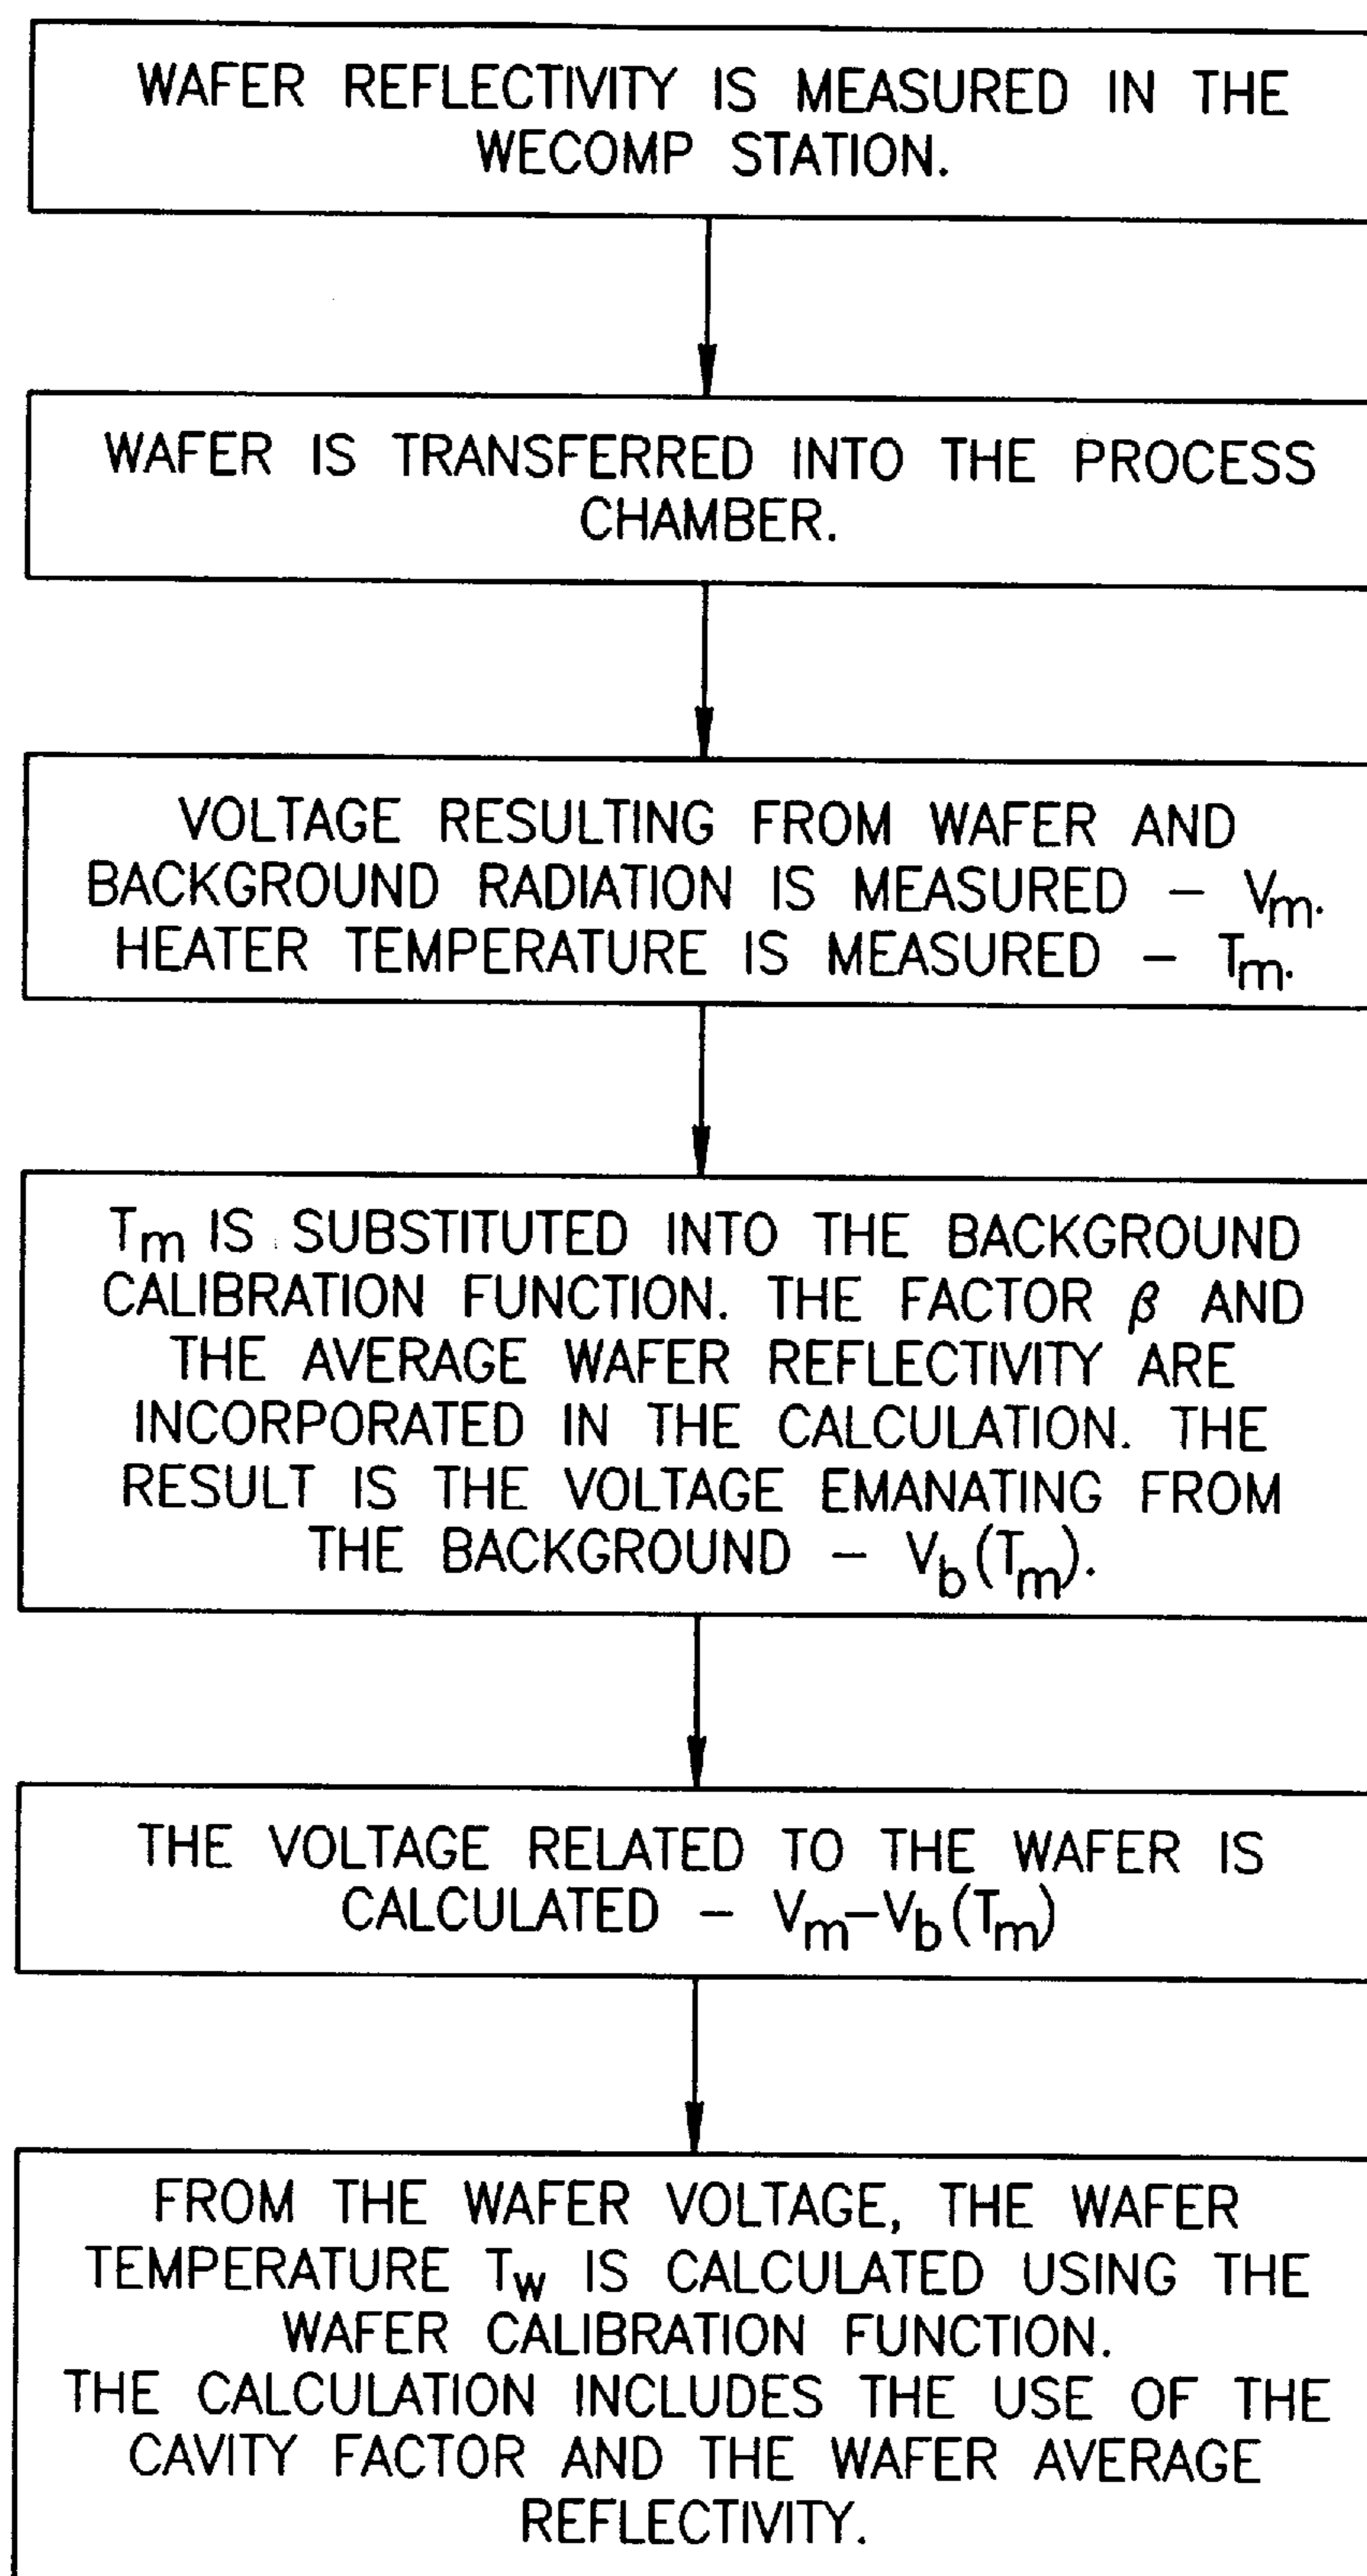 WAFER REFLECTIVITY IS MEASURED IN THE
WECOMP STATION.
WAFER IS TRANSFERRED INTO THE PROCESS
CHAMBER.
VOLTAGE RESULTING FROM WAFER AND
BACKGROUND RADIATION IS MEASURED – Vm.
HEATER TEMPERATURE IS MEASURED – Tm.
Tm IS SUBSTITUTED INTO THE BACKGROUND
CALIBRATION FUNCTION. THE FACTOR β AND
THE AVERAGE WAFER REFLECTIVITY ARE
INCORPORATED IN THE CALCULATION. THE
RESULT IS THE VOLTAGE EMANATING FROM
THE BACKGROUND – Vb(Tm).
THE VOLTAGE RELATED TO THE WAFER IS
CALCULATED – Vm–Vb(Tm)
FROM THE WAFER VOLTAGE, THE WAFER
TEMPERATURE Tw IS CALCULATED USING THE
WAFER CALIBRATION FUNCTION.
THE CALCULATION INCLUDES THE USE OF THE
CAVITY FACTOR AND THE WAFER AVERAGE
REFLECTIVITY.